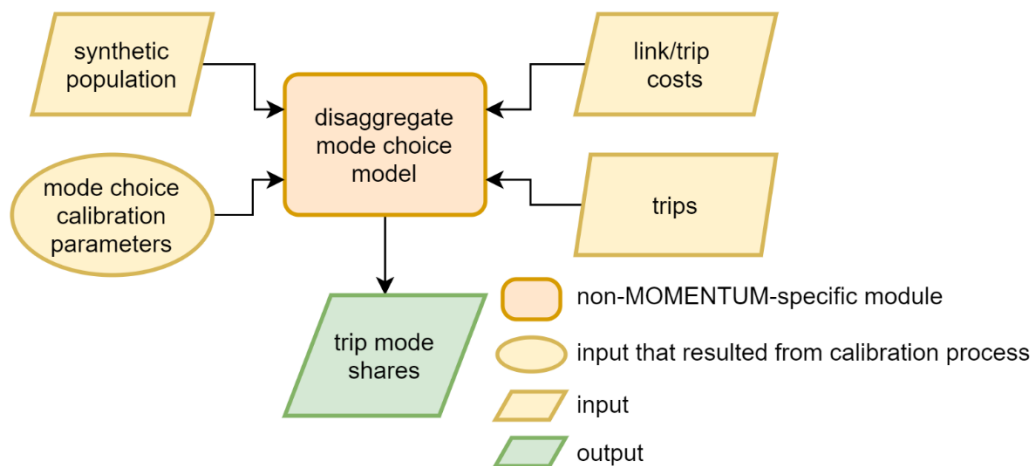 synthetic
population
link/trip
costs
disaggregate
mode choice
model
mode choice
calibration
parameters
trips
trip mode
shares
non-MOMENTUM-specific module
input that resulted from calibration process
input
output